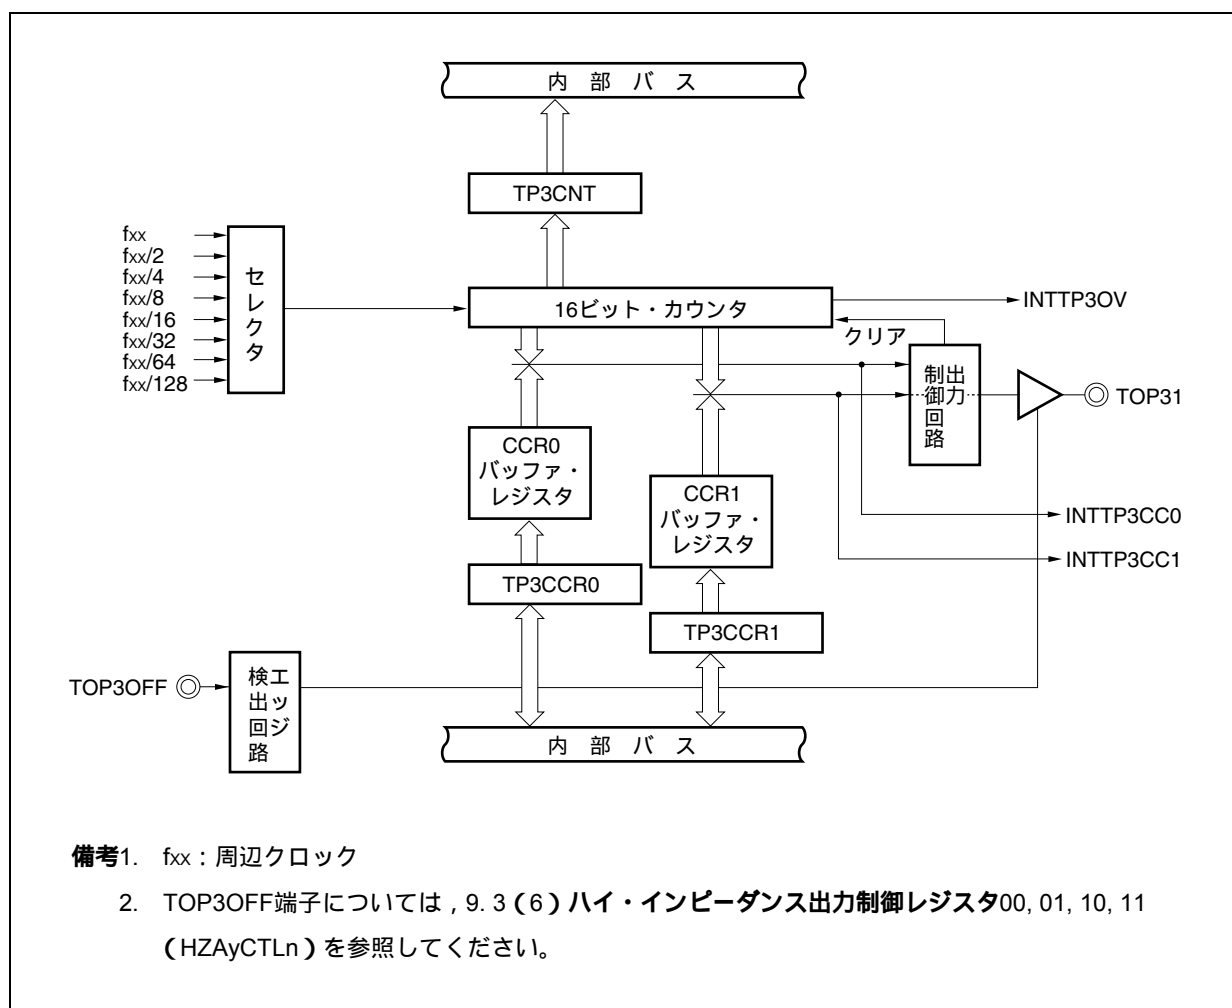 内 部 バ ス
TP3CNT
fxx
fxx/2
fxx/4
fxx/8
fxx/16
fxx/32
fxx/64
fxx/128
セレクタ
16ビット・カウンタ
INTTP3OV
クリア
出力
制御回路
TOP31
CCR0
バッファ・
レジスタ
CCR1
バッファ・
レジスタ
INTTP3CC0
INTTP3CC1
TP3CCR0
TP3CCR1
TOP3OFF
エッジ
検出回路
内 部 バ ス
備考1. fxx：周辺クロック
2. TOP3OFF端子については，9. 3（6）ハイ・インピーダンス出力制御レジスタ00, 01, 10, 11
（HZAyCTLn）を参照してください。